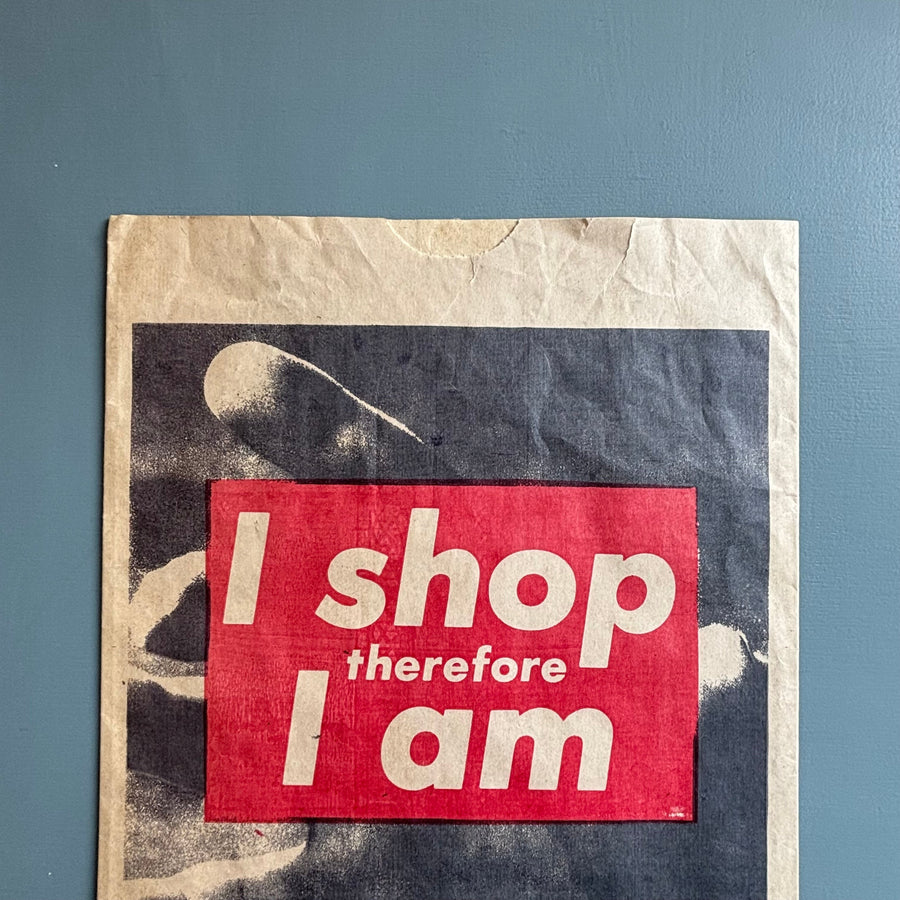 I shop
therefore
I am